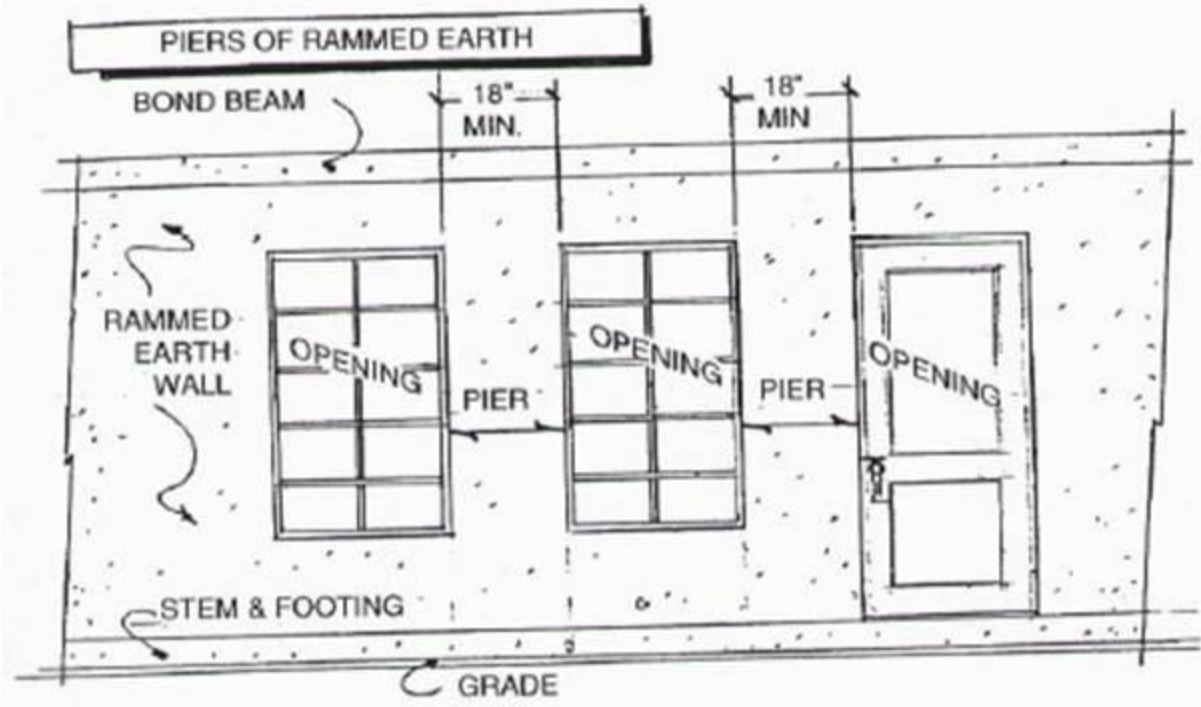 PIERS OF RAMMED EARTH
BOND BEAM
18"
MIN.
18"
MIN
RAMMED
EARTH
WALL
OPENING
PIER
OPENING
PIER
OPENING
STEM & FOOTING
GRADE